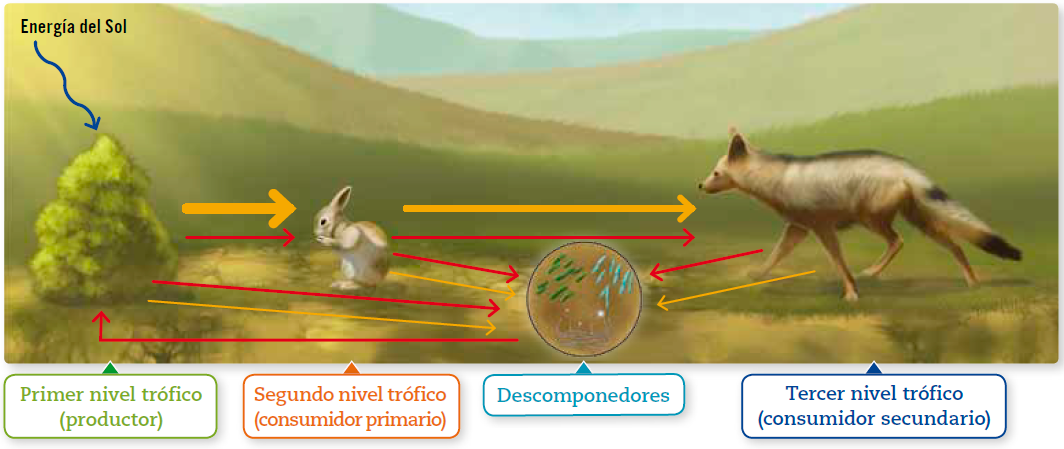 Energía del Sol
Primer nivel trófico
(productor)
Segundo nivel trófico
(consumidor primario)
Descomponedores
Tercer nivel trófico
(consumidor secundario)